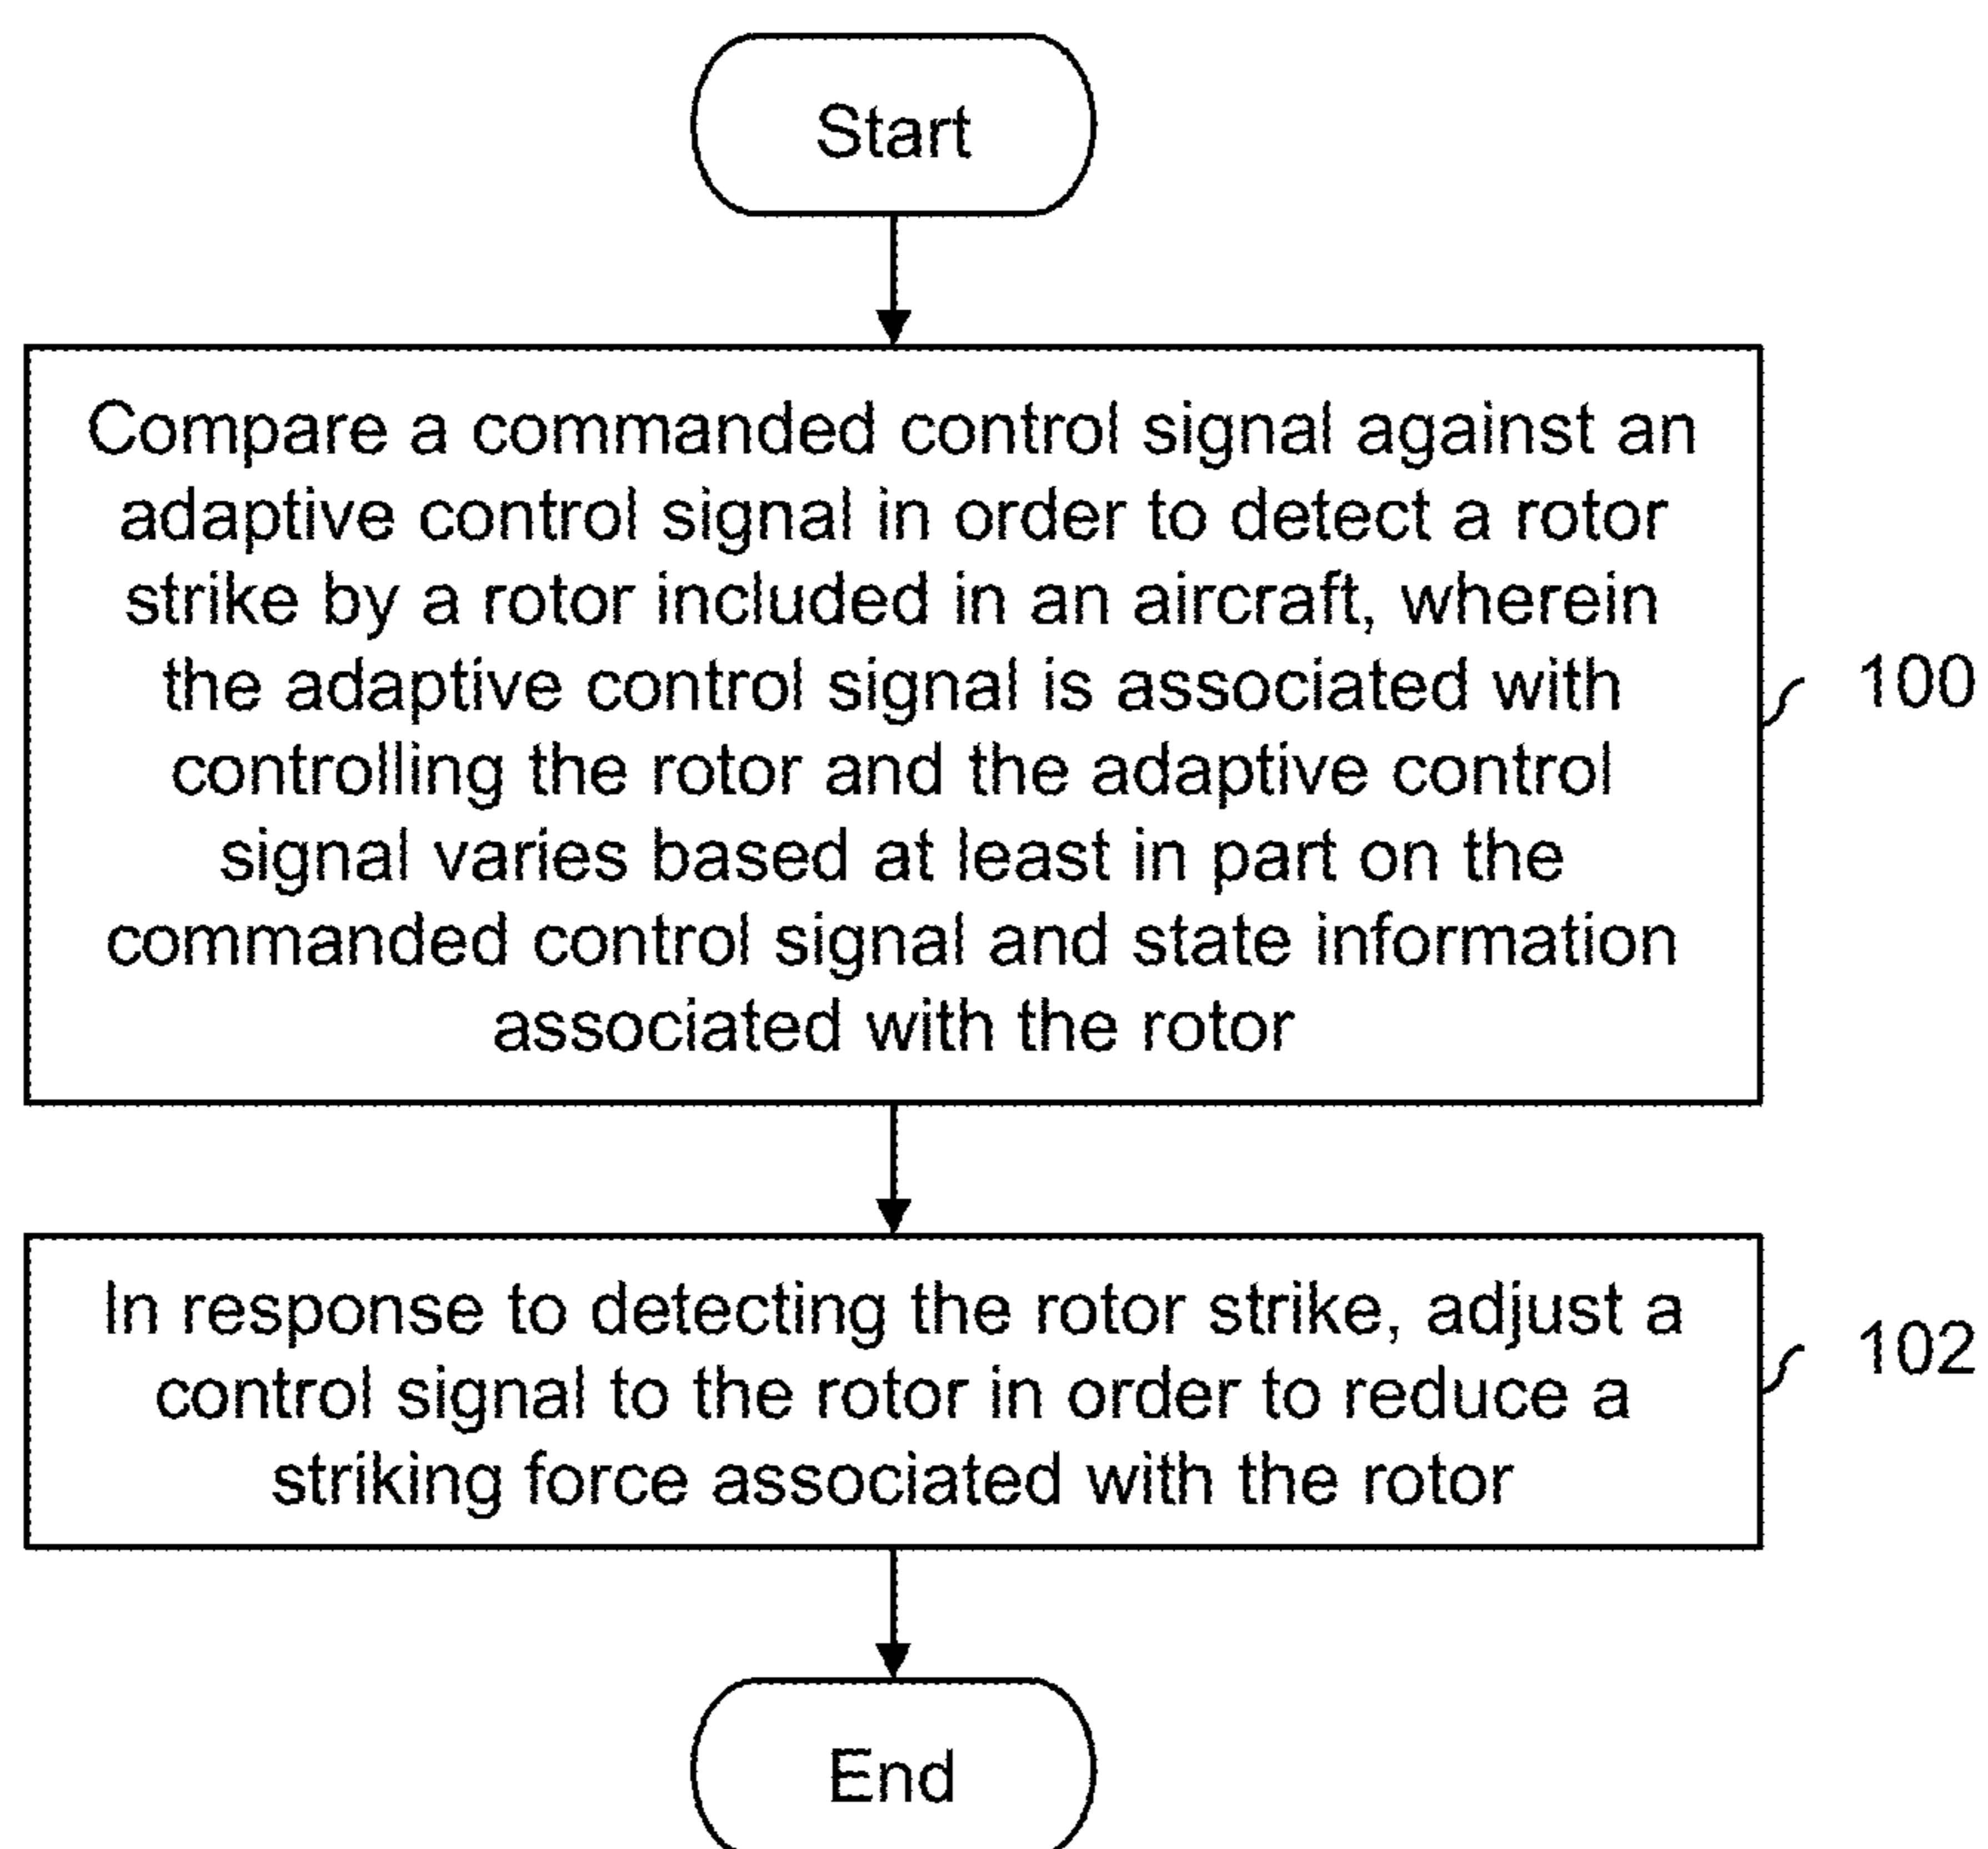 Start
Compare a commanded control signal against an
adaptive control signal in order to detect a rotor
strike by a rotor included in an aircraft, wherein
the adaptive control signal is associated with
controlling the rotor and the adaptive control
signal varies based at least in part on the
commanded control signal and state information
associated with the rotor
100
In response to detecting the rotor strike, adjust a
control signal to the rotor in order to reduce a
striking force associated with the rotor
102
End